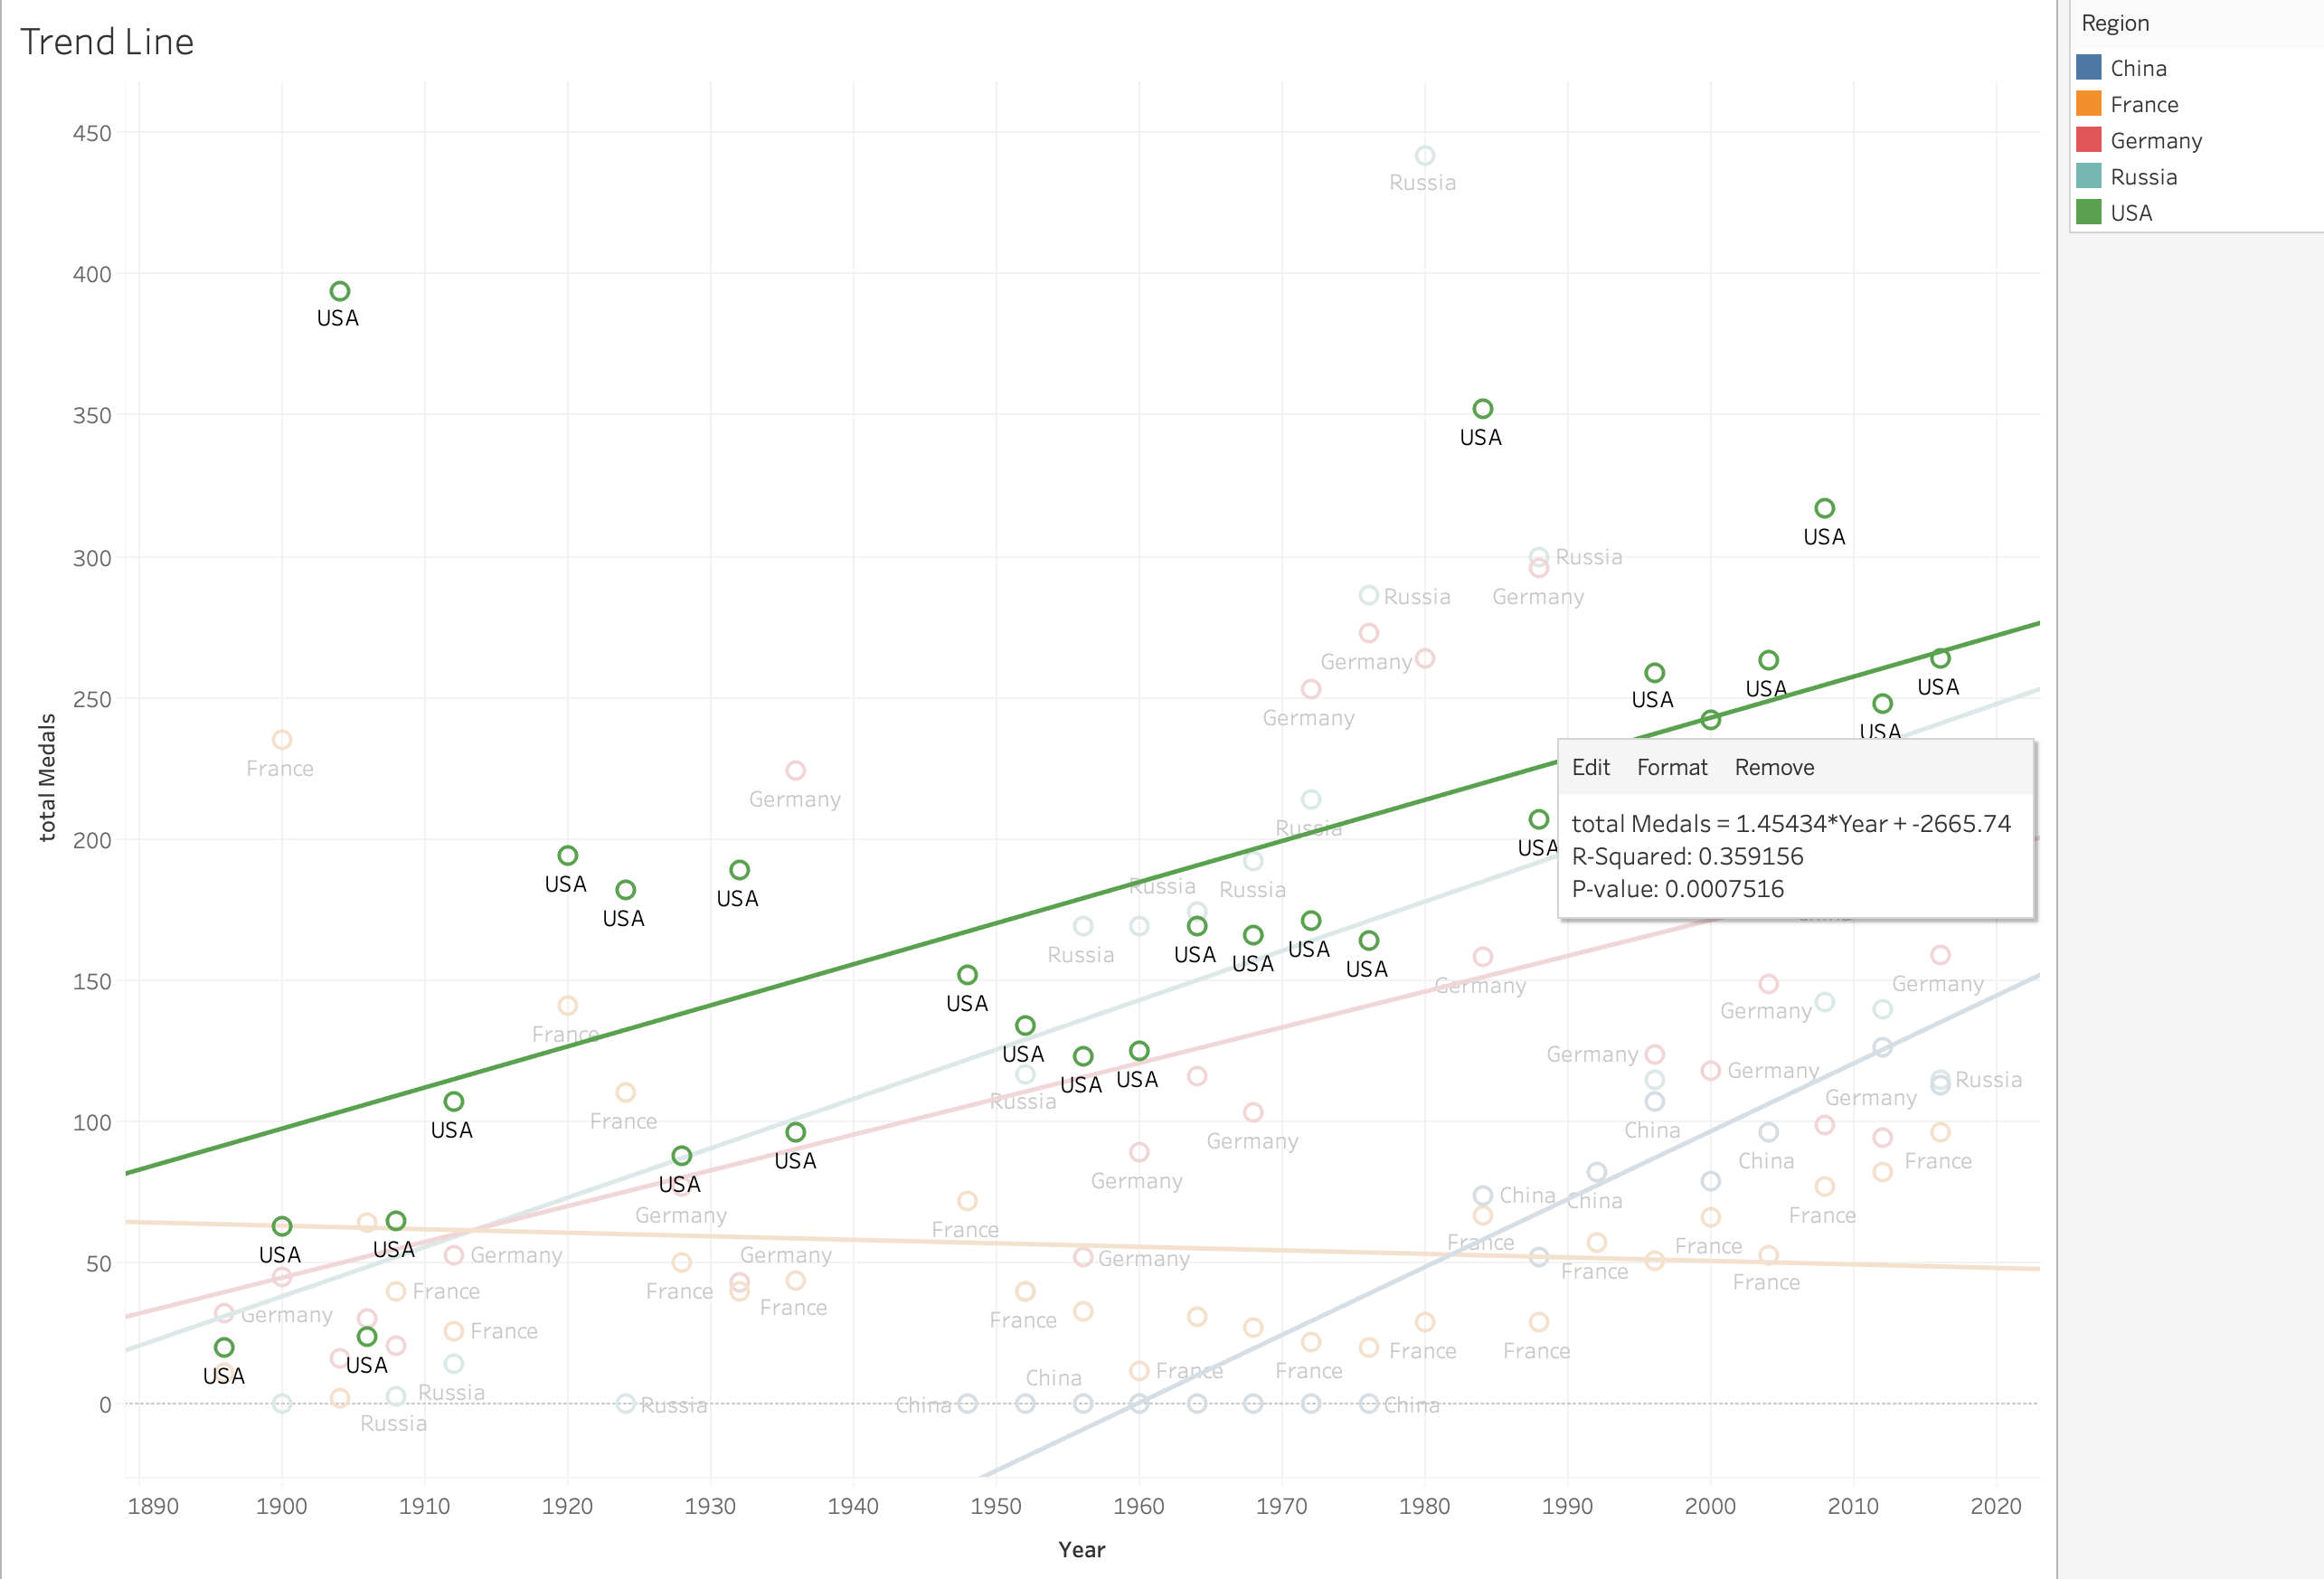 Trend Line
Region
China
France
Germany
Russia
USA
total Medals
450
400
350
300
250
200
150
100
50
0
Russia
USA
USA
USA
Russia
Russia
Germany
Germany
USA
USA
USA
Germany
USA
France
Germany
Edit Format Remove
total Medals = 1.45434*Year + -2665.74
R-Squared: 0.359156
P-value: 0.0007516
Russia
USA
USA
USA
USA
Russia
Russia
Russia
USA
USA
USA
USA
Germany
Germany
USA
Germany
France
USA
Germany
USA
USA
Russia
USA
USA
France
Germany
Germany
Russia
USA
Germany
China
USA
Germany
China
France
USA
Germany
China
China
Germany
France
France
USA
USA
Germany
Germany
Germany
France
France
France
France
France
France
France
Germany
France
France
France
USA
USA
France
France
France
China
France
France
Russia
Russia
Russia
China
China
1890 1900 1910 1920 1930 1940 1950 1960 1970 1980 1990 2000 2010 2020
Year